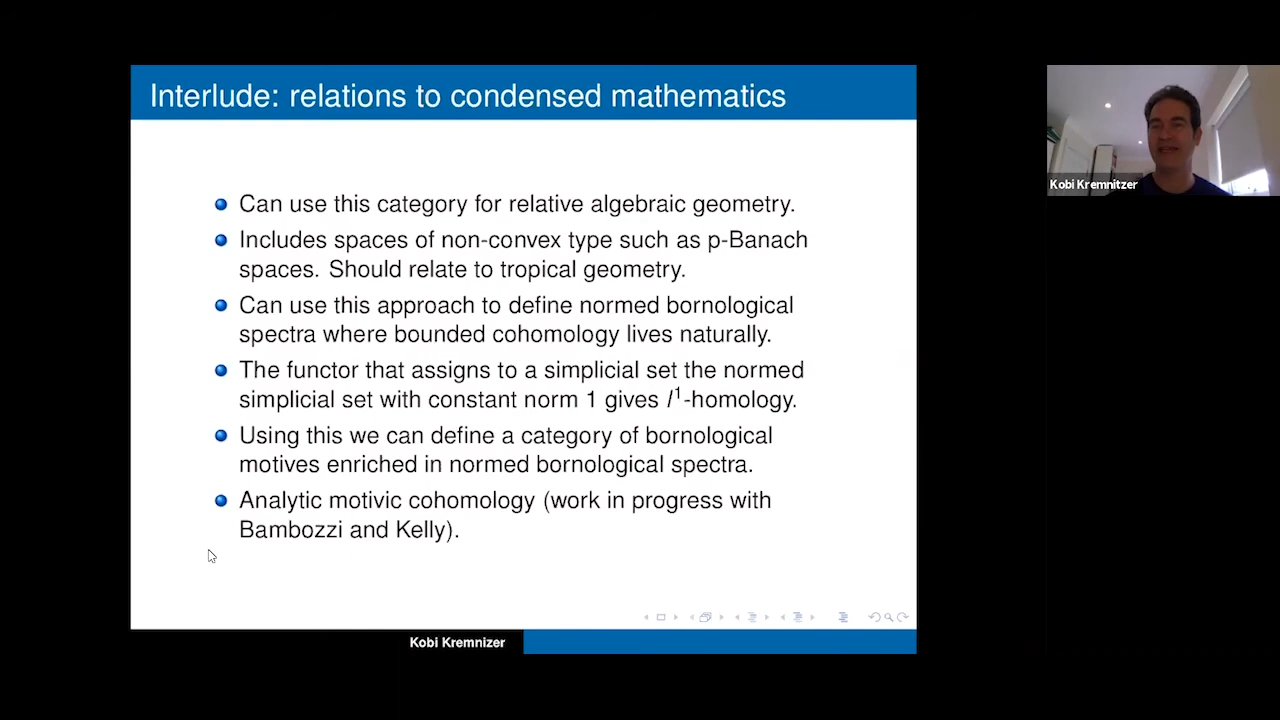 Interlude: relations to condensed mathematics
Can use this category for relative algebraic geometry.
Includes spaces of non-convex type such as p-Banach
spaces. Should relate to tropical geometry.
Can use this approach to define normed bornological
spectra where bounded cohomology lives naturally.
The functor that assigns to a simplicial set the normed
simplicial set with constant norm 1 gives l¹-homology.
Using this we can define a category of bornological
motives enriched in normed bornological spectra.
Analytic motivic cohomology (work in progress with
Bambozzi and Kelly).
Kobi Kremnizer
Kobi Kremnitzer